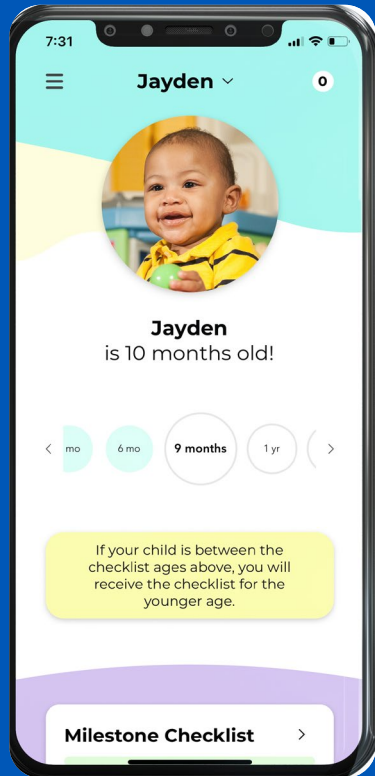 7:31
Jayden
0
Jayden
is 10 months old!
mo
6 mo
9 months
1 yr
If your child is between the
checklist ages above, you will
receive the checklist for the
younger age.
Milestone Checklist